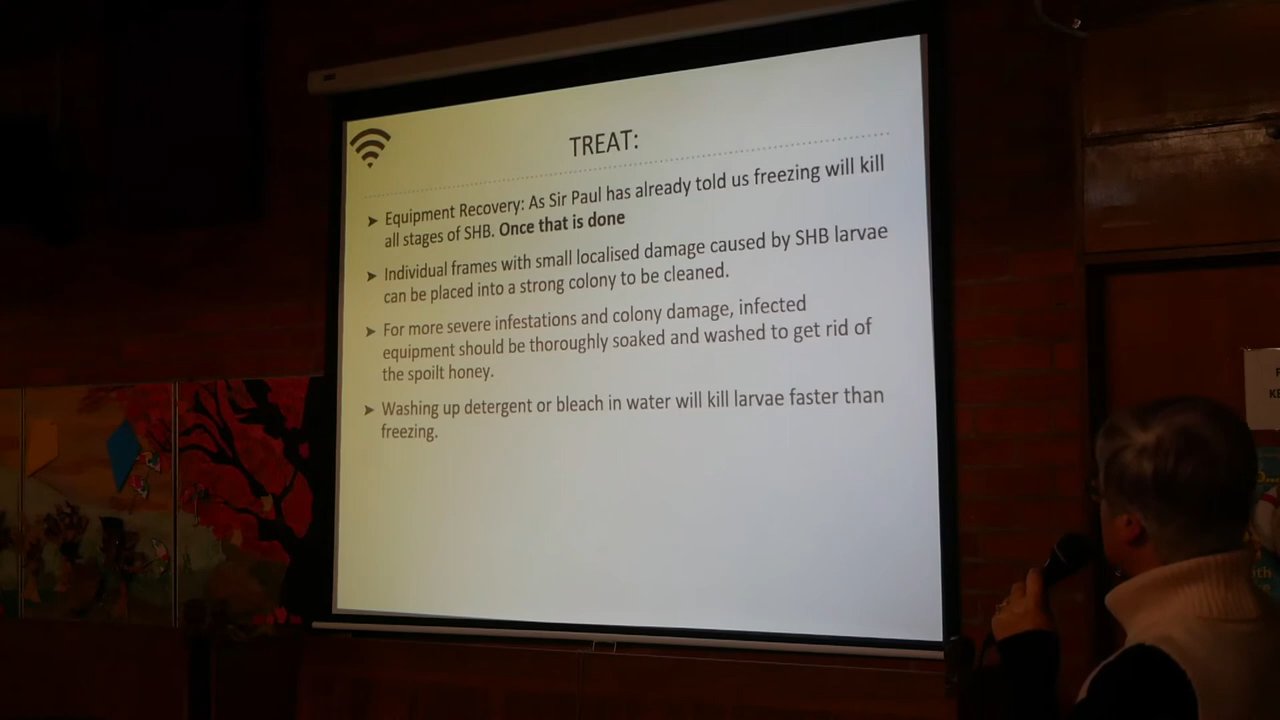 TREAT:
➤ Equipment Recovery: As Sir Paul has already told us freezing will kill
all stages of SHB. Once that is done
➤ Individual frames with small localised damage caused by SHB larvae
can be placed into a strong colony to be cleaned.
➤ For more severe infestations and colony damage, infected
equipment should be thoroughly soaked and washed to get rid of
the spoilt honey.
➤ Washing up detergent or bleach in water will kill larvae faster than
freezing.